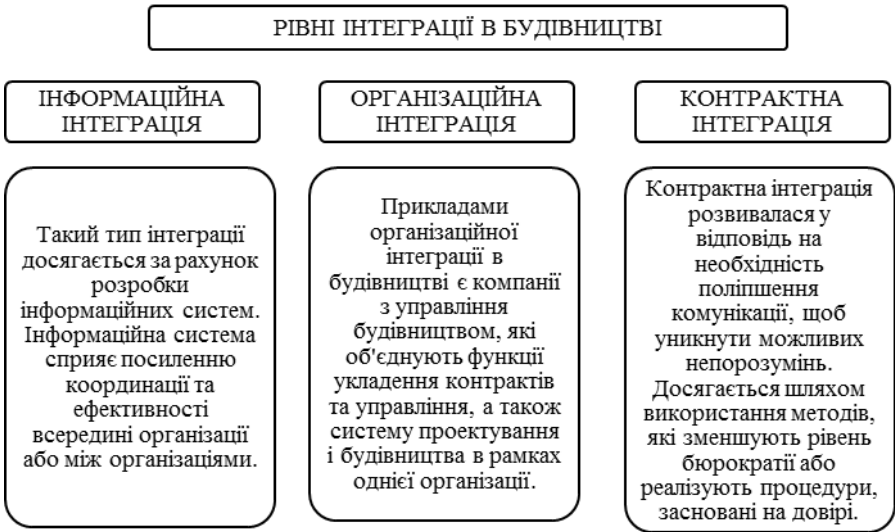 РІВНІ ІНТЕГРАЦІЇ В БУДІВНИЦТВІ
ІНФОРМАЦІЙНА
ІНТЕГРАЦІЯ
Такий тип інтеграції
досягається за рахунок
розробки
інформаційних систем.
Інформаційна система
сприяє посиленню
координації та
ефективності
всередині організації
або між організаціями.
ОРГАНІЗАЦІЙНА
ІНТЕГРАЦІЯ
Прикладами
організаційної
інтеграції в
будівництві є компанії
з управління
будівництвом, які
об'єднують функції
укладення контрактів
та управління, а також
систему проектування
і будівництва в рамках
однієї організації.
КОНТРАКТНА
ІНТЕГРАЦІЯ
Контрактна інтеграція
розвивалася у
відповідь на
необхідність
поліпшення
комунікації, щоб
уникнути можливих
непорозумінь.
Досягається шляхом
використання методів,
які зменшують рівень
бюрократії або
реалізують процедури,
засновані на довірі.